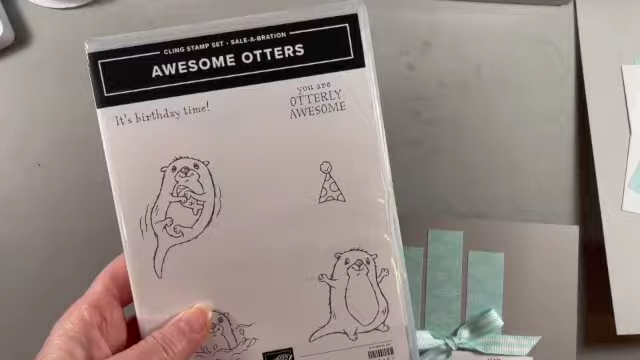 CLING STAMP SET • SALE-A-BRATION
AWESOME OTTERS
It's birthday time!
you are
OTTERLY
AWESOME